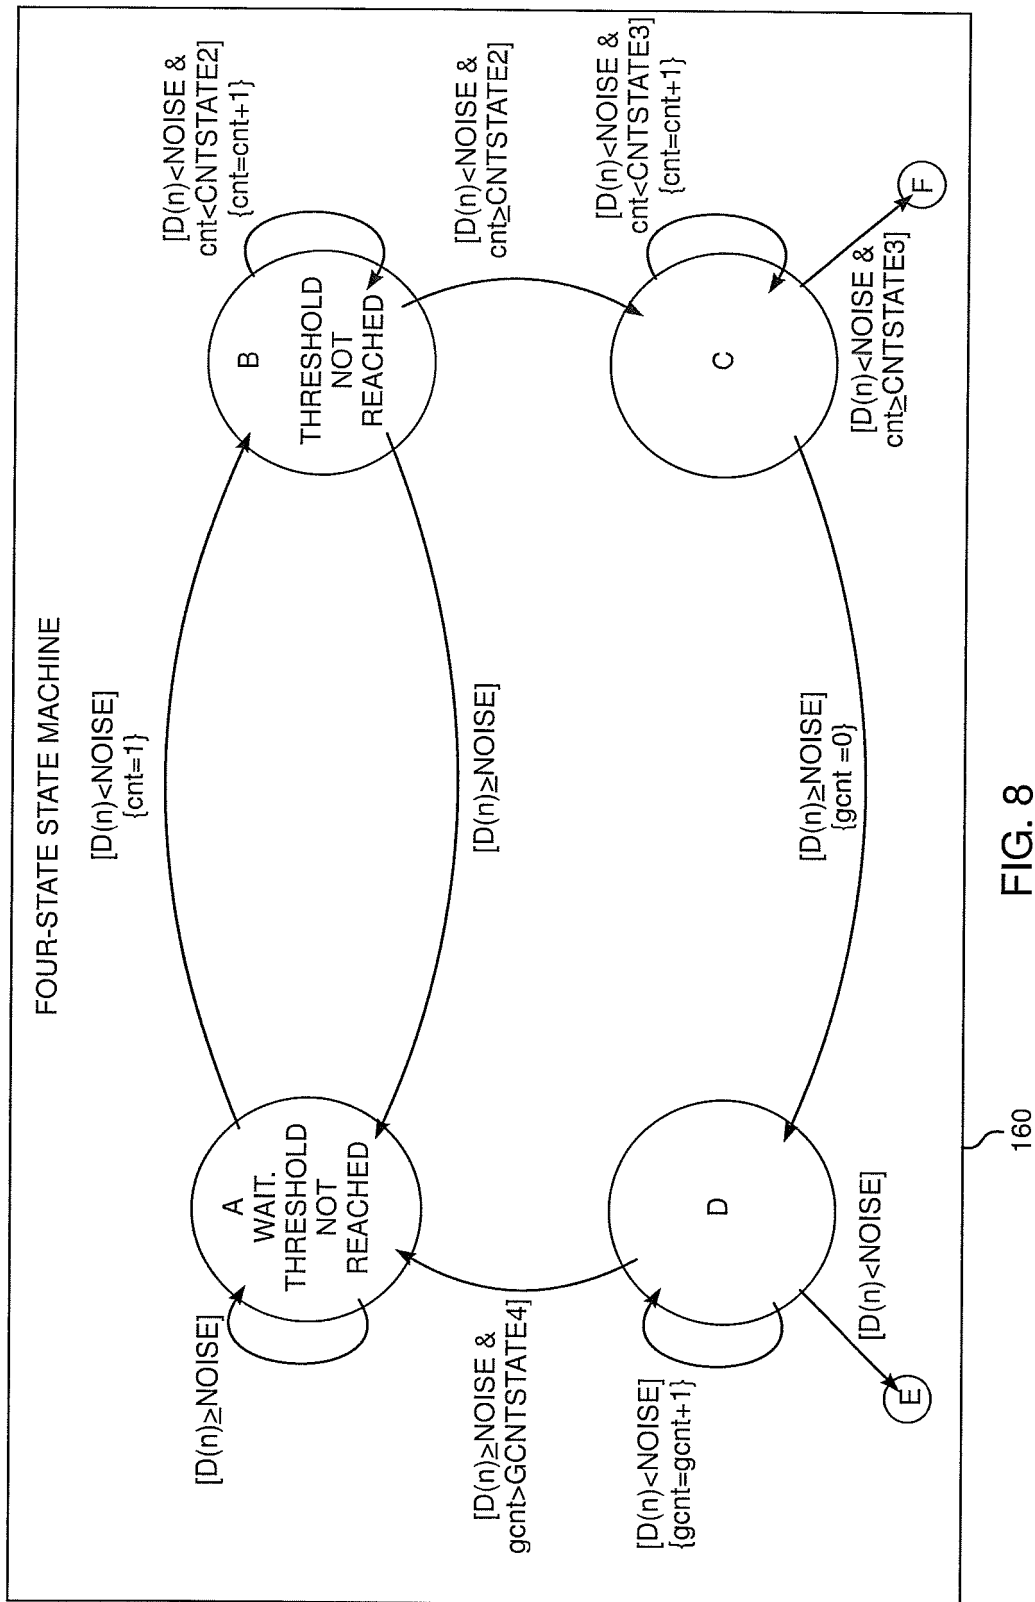 FOUR-STATE STATE MACHINE
[D(n)<NOISE]
{cnt=1}
[D(n)≥NOISE]
A
WAIT.
THRESHOLD
NOT
REACHED
B
THRESHOLD
NOT
REACHED
[D(n)<NOISE &
cnt<CNTSTATE2]
{cnt=cnt+1}
[D(n)≥NOISE]
[D(n)≥NOISE &
gcnt>GCNTSTATE4]
[D(n)<NOISE &
cnt≥CNTSTATE2]
[D(n)<NOISE]
{gcnt=gcnt+1}
D
C
[D(n)<NOISE &
cnt<CNTSTATE3]
{cnt=cnt+1}
[D(n)≥NOISE]
{gcnt =0}
[D(n)<NOISE]
E
[D(n)<NOISE &
cnt≥CNTSTATE3]
F
160
FIG. 8